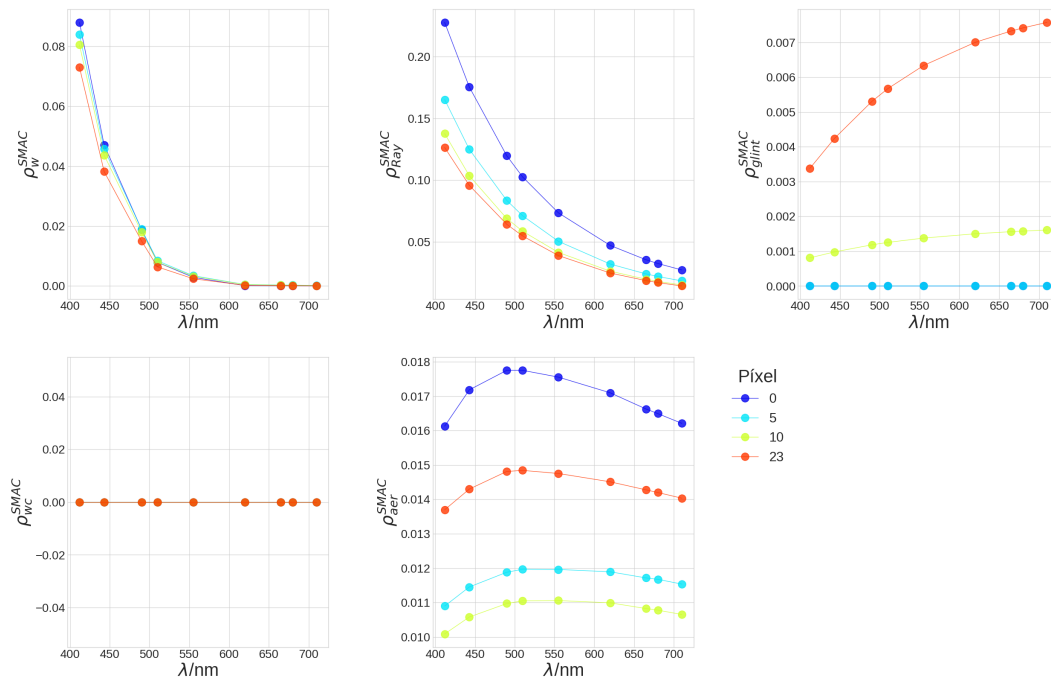 0.08
0.06
0.04
0.02
0.00
ρ_w^SMAC
400 450 500 550 600 650 700
λ/nm
0.20
0.15
0.10
0.05
ρ_Ray^SMAC
400 450 500 550 600 650 700
λ/nm
0.007
0.006
0.005
0.004
0.003
0.002
0.001
0.000
ρ_glint^SMAC
400 450 500 550 600 650 700
λ/nm
0.04
0.02
0.00
−0.02
−0.04
ρ_wc^SMAC
400 450 500 550 600 650 700
λ/nm
0.018
0.017
0.016
0.015
0.014
0.013
0.012
0.011
0.010
ρ_aer^SMAC
400 450 500 550 600 650 700
λ/nm
Píxel
0
5
10
23